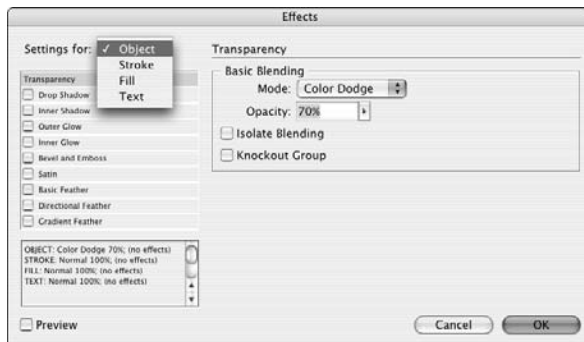 Effects
Settings for: ✓ Object
Stroke
Fill
Text
Transparency
Drop Shadow
Inner Shadow
Outer Glow
Inner Glow
Bevel and Emboss
Satin
Basic Feather
Directional Feather
Gradient Feather
OBJECT: Color Dodge 70%; (no effects)
STROKE: Normal 100%; (no effects)
FILL: Normal 100%; (no effects)
TEXT: Normal 100%; (no effects)
Preview
Transparency
Basic Blending
Mode: Color Dodge
Opacity: 70%
Isolate Blending
Knockout Group
Cancel
OK